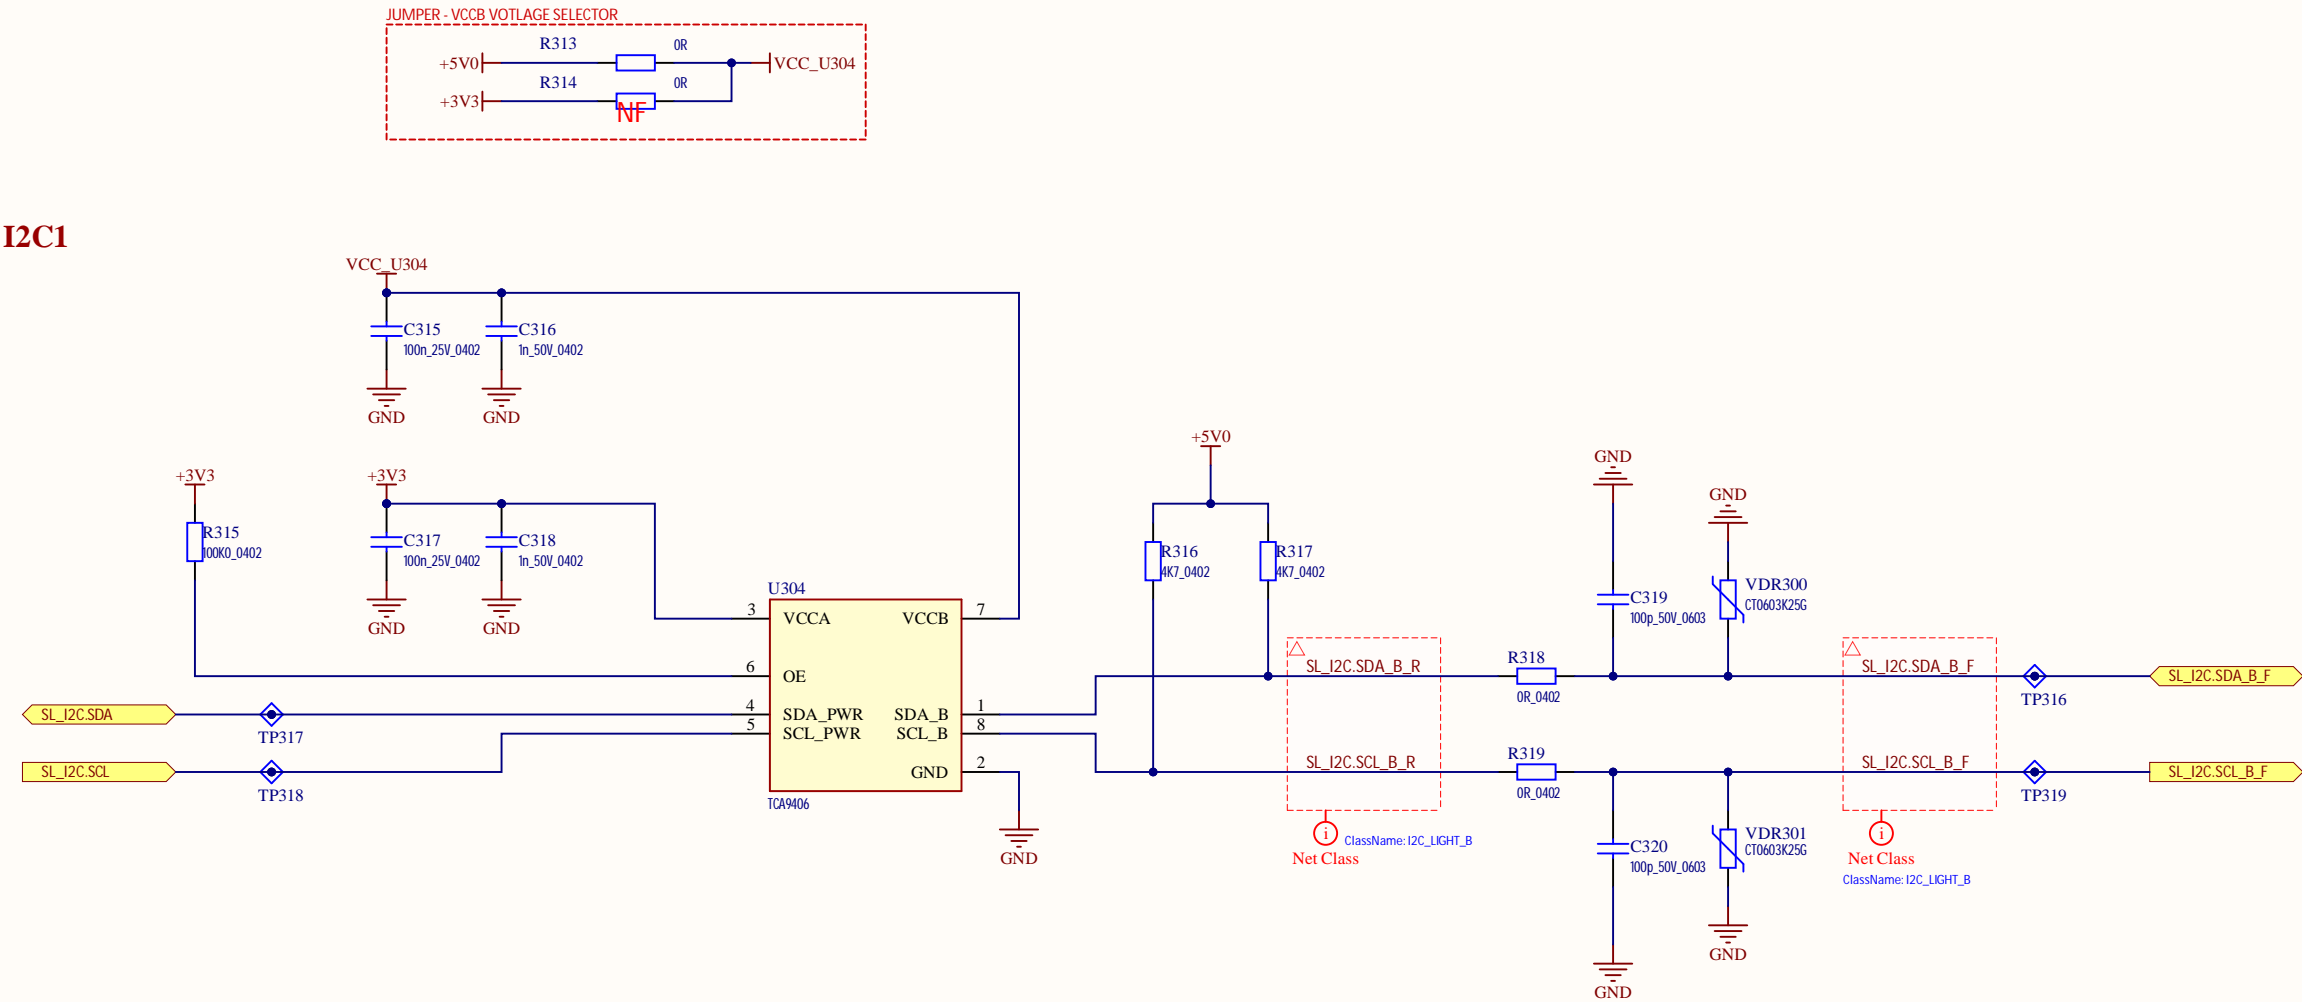 JUMPER - VCCB VOTLAGE SELECTOR
R313 0R
+5V0 VCC_U304
R314 0R
+3V3
NF
I2C1
VCC_U304
C315 C316
100n_25V_0402 1n_50V_0402
GND GND
+5V0
GND
+3V3 +3V3
GND
R315
100K0_0402
C317 C318
100n_25V_0402 1n_50V_0402
R316 R317
4K7_0402 4K7_0402
GND GND
U304
VDR300
CT0603K25G
C319
100p_50V_0603
3 VCCA VCCB 7
6 OE
SL_I2C.SDA_B_R R318 SL_I2C.SDA_B_F SL_I2C.SDA_B_F
0R_0402 TP316
SL_I2C.SDA 4 SDA_PWR SDA_B 1
TP317 5 SCL_PWR SCL_B 8
SL_I2C.SCL GND 2
SL_I2C.SCL_B_R R319 SL_I2C.SCL_B_F SL_I2C.SCL_B_F
TP318 0R_0402 TP319
TCA9406
GND
i ClassName: I2C_LIGHT_B
Net Class
C320
100p_50V_0603
VDR301
CT0603K25G
i
Net Class
ClassName: I2C_LIGHT_B
GND
GND